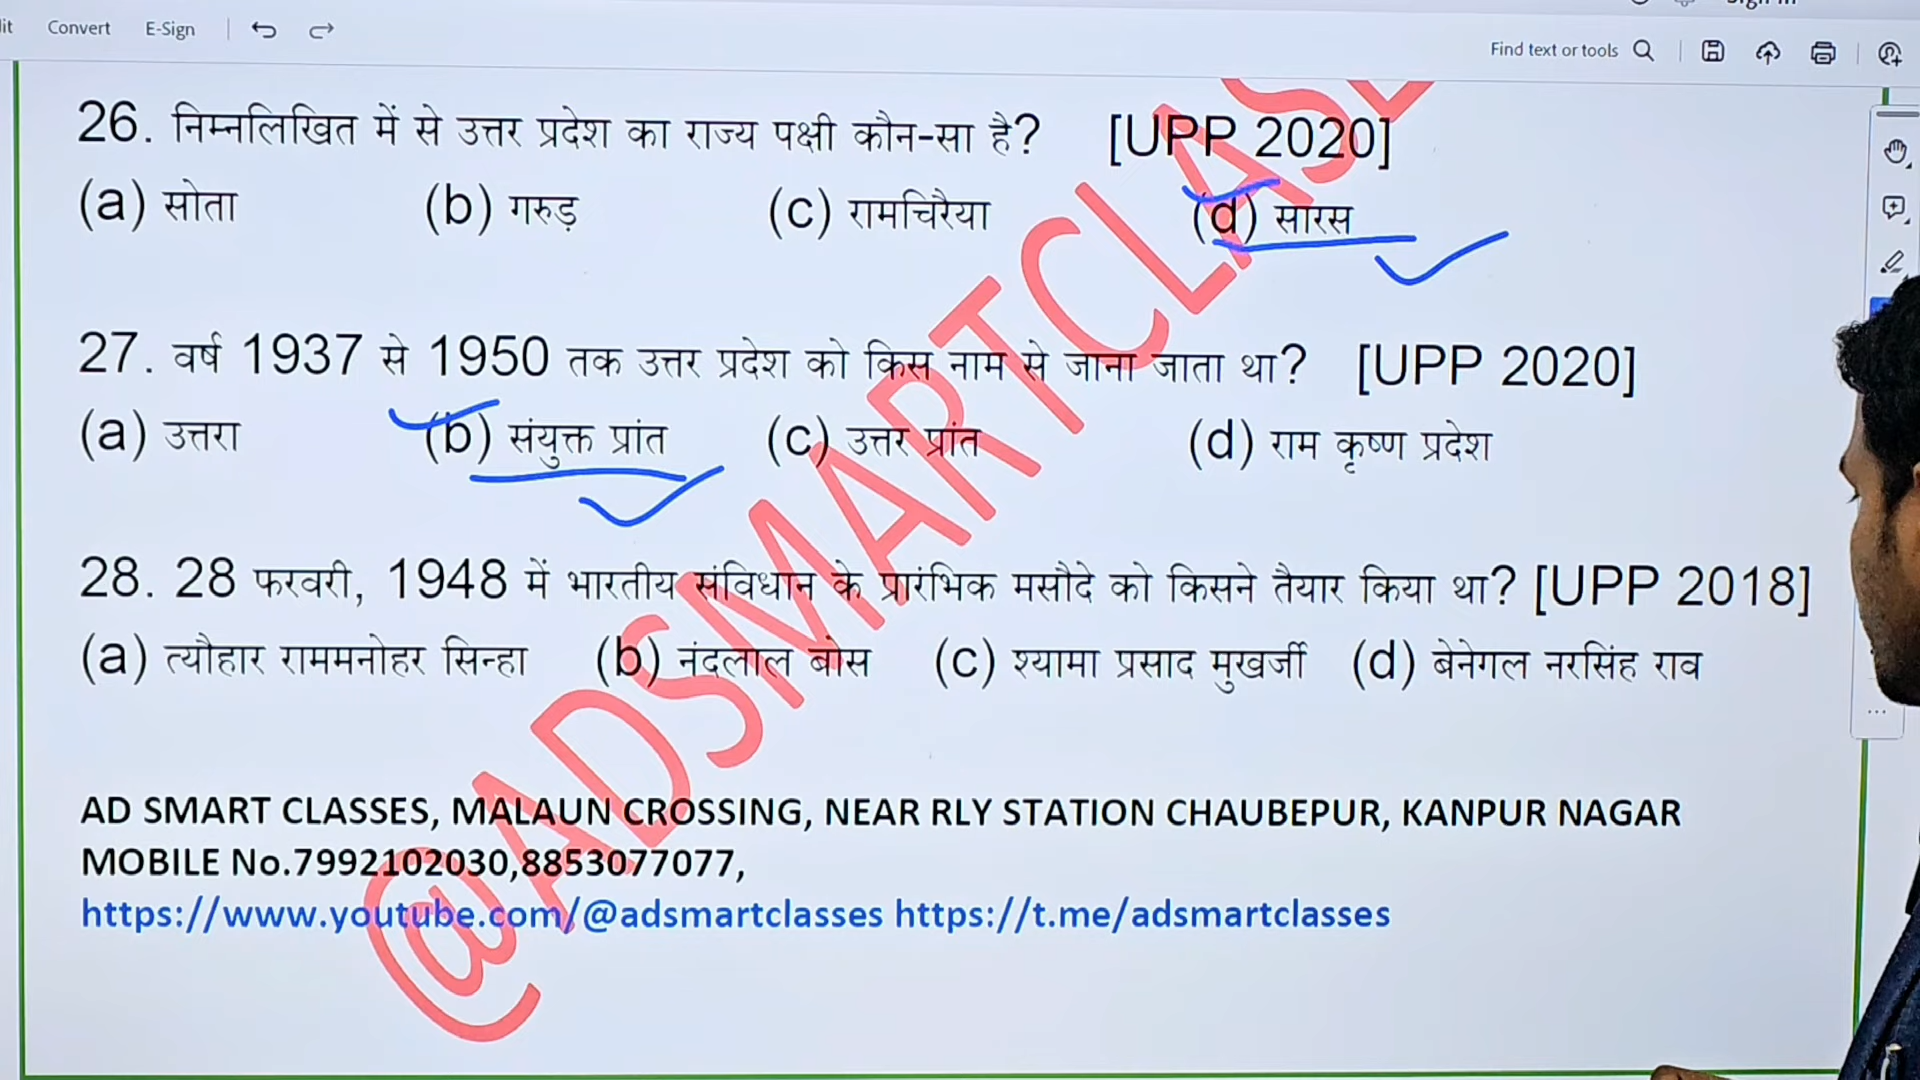 it Convert E-Sign
Sign in
Find text or tools
26. निम्नलिखित में से उत्तर प्रदेश का राज्य पक्षी कौन-सा है? [UPP 2020]
(a) सोता (b) गरुड़ (c) रामचिरैया (d) सारस
27. वर्ष 1937 से 1950 तक उत्तर प्रदेश को किस नाम से जाना जाता था? [UPP 2020]
(a) उत्तरा (b) संयुक्त प्रांत (c) उत्तर प्रांत (d) राम कृष्ण प्रदेश
28. 28 फरवरी, 1948 में भारतीय संविधान के प्रारंभिक मसौदे को किसने तैयार किया था? [UPP 2018]
(a) त्यौहार राममनोहर सिन्हा (b) नंदलाल बोस (c) श्यामा प्रसाद मुखर्जी (d) बेनेगल नरसिंह राव
AD SMART CLASSES, MALAUN CROSSING, NEAR RLY STATION CHAUBEPUR, KANPUR NAGAR
MOBILE No.7992102030,8853077077,
https://www.youtube.com/@adsmartclasses https://t.me/adsmartclasses
@ADSMARTCLASS